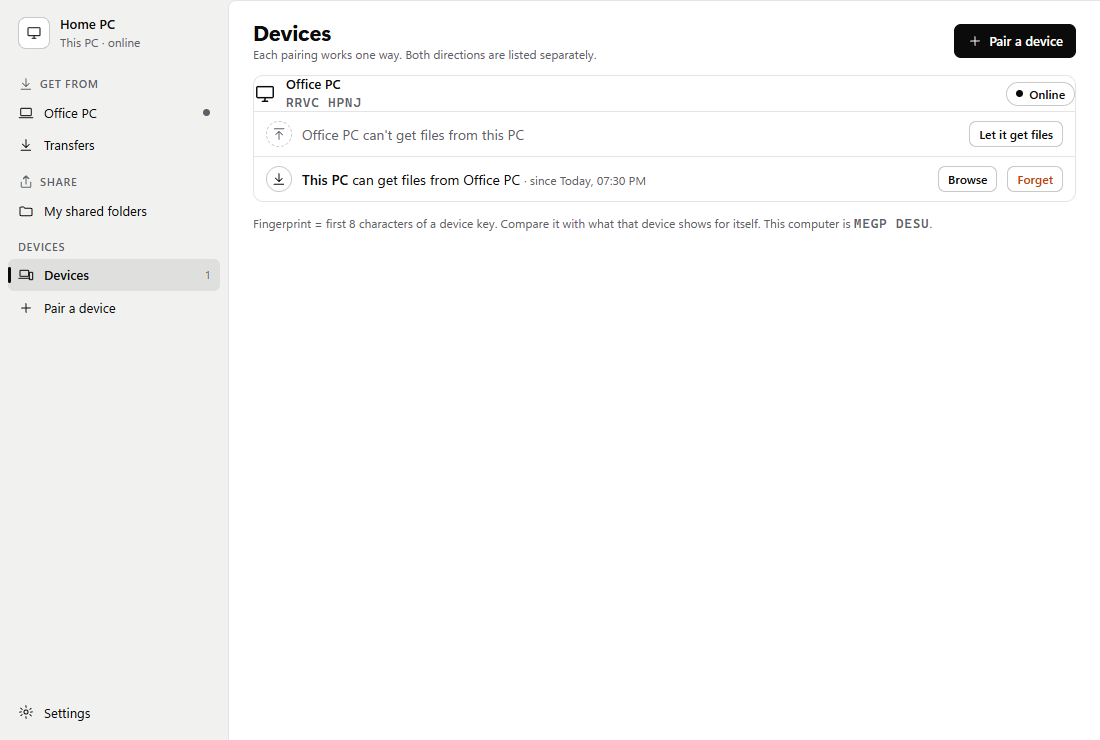 Home PC
This PC · online
GET FROM
Office PC
Transfers
SHARE
My shared folders
DEVICES
Devices 1
Pair a device
Settings
Devices
Each pairing works one way. Both directions are listed separately.
Pair a device
Office PC
RRVC HPNJ
Online
Office PC can't get files from this PC
Let it get files
This PC can get files from Office PC · since Today, 07:30 PM
Browse
Forget
Fingerprint = first 8 characters of a device key. Compare it with what that device shows for itself. This computer is MEGP DESU.